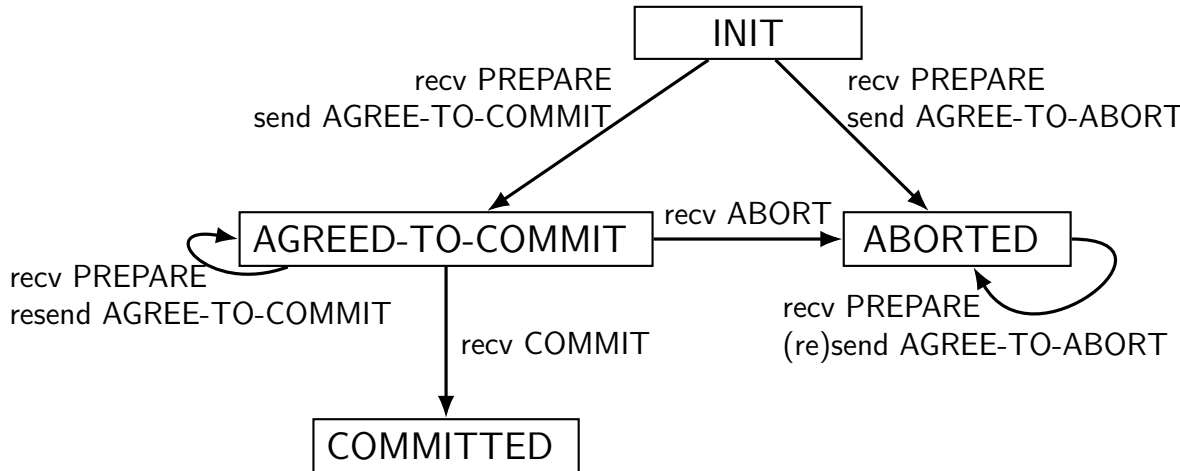 INIT
recv PREPARE
send AGREE-TO-COMMIT
recv PREPARE
send AGREE-TO-ABORT
AGREED-TO-COMMIT
recv ABORT
ABORTED
recv PREPARE
resend AGREE-TO-COMMIT
recv PREPARE
(re)send AGREE-TO-ABORT
recv COMMIT
COMMITTED